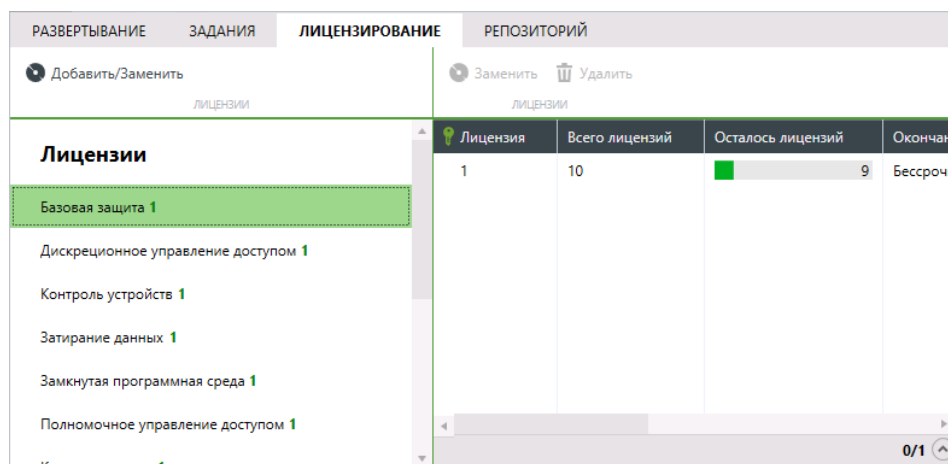 РАЗВЕРТЫВАНИЕ ЗАДАНИЯ ЛИЦЕНЗИРОВАНИЕ РЕПОЗИТОРИЙ
Добавить/Заменить
ЛИЦЕНЗИИ
Заменить Удалить
ЛИЦЕНЗИИ
Лицензии
Базовая защита 1
Дискреционное управление доступом 1
Контроль устройств 1
Затирание данных 1
Замкнутая программная среда 1
Полномочное управление доступом 1
Лицензия Всего лицензий Осталось лицензий Окончан
1 10 9 Бессроч
0/1